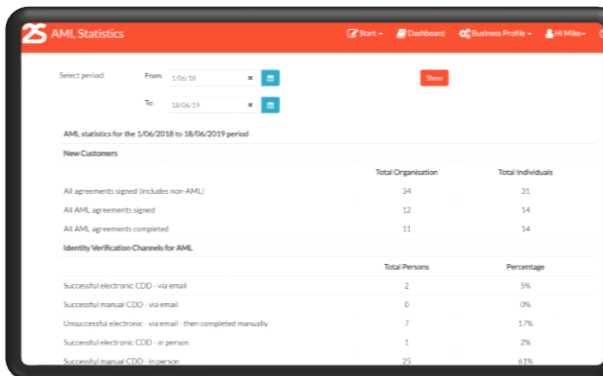 2S AML Statistics Start Dashboard Business Profile Hi Mike
Select period: From: 1/06/18 Show
To: 18/06/19
AML statistics for the 1/06/2018 to 18/06/2019 period
New Customers
Total Organisation Total Individuals
All agreements signed (includes non-AML) 34 31
All AML agreements signed 12 14
All AML agreements completed 11 14
Identity Verification Channels for AML
Total Persons Percentage
Successful electronic CDD - via email 2 5%
Successful manual CDD - via email 0 0%
Unsuccessful electronic - via email - then completed manually 7 17%
Successful electronic CDD - in person 1 2%
Successful manual CDD - in person 25 61%